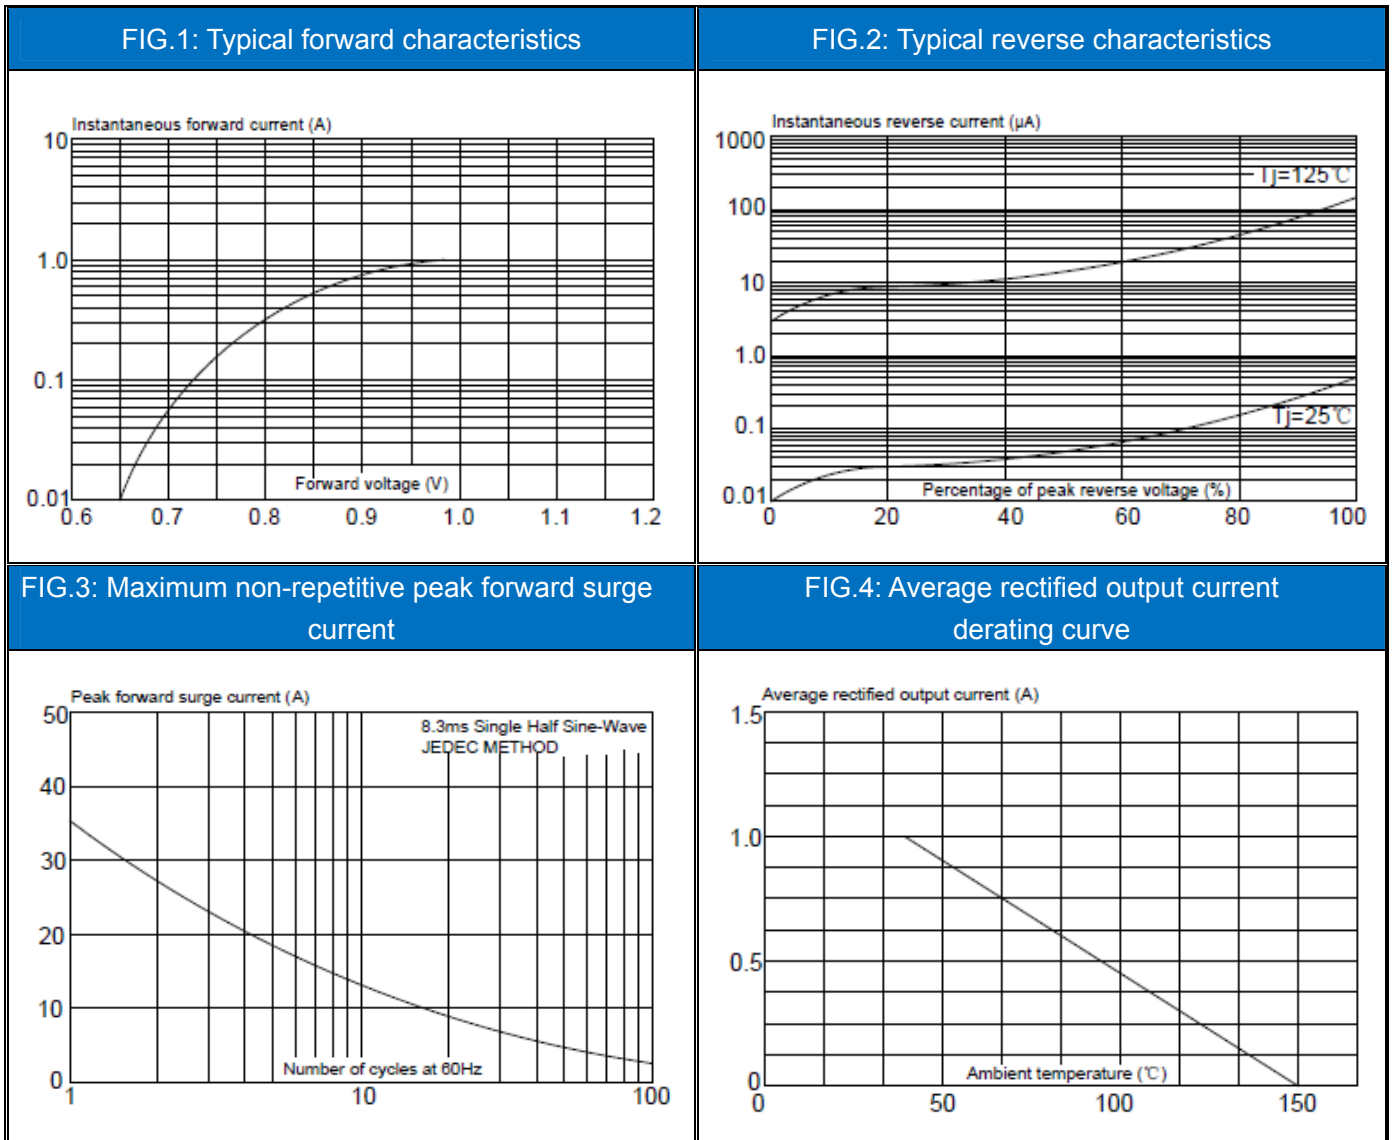 FIG.1: Typical forward characteristics
FIG.2: Typical reverse characteristics
Instantaneous forward current (A)
10
1.0
0.1
0.01
Forward voltage (V)
0.6 0.7 0.8 0.9 1.0 1.1 1.2
Instantaneous reverse current (μA)
1000
Tj=125℃
100
10
1.0
Tj=25℃
0.1
0.01
Percentage of peak reverse voltage (%)
0 20 40 60 80 100
FIG.3: Maximum non-repetitive peak forward surge
current
FIG.4: Average rectified output current
derating curve
Peak forward surge current (A)
50
8.3ms Single Half Sine-Wave
JEDEC METHOD
40
30
20
10
0
Number of cycles at 60Hz
1 10 100
Average rectified output current (A)
1.5
1.0
0.5
0
Ambient temperature (℃)
0 50 100 150